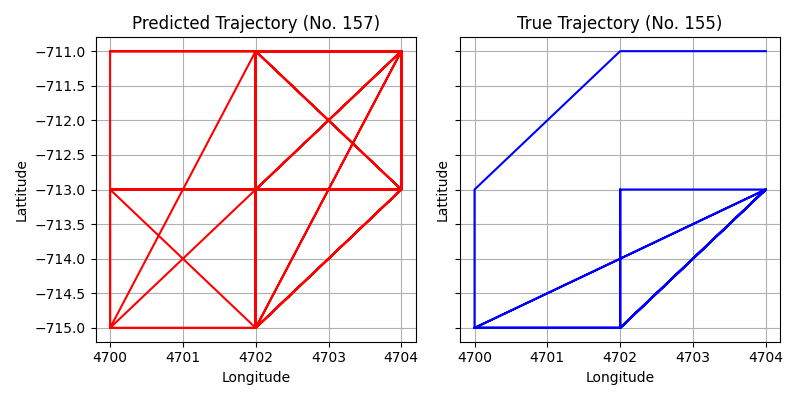 Predicted Trajectory (No. 157)
True Trajectory (No. 155)
−711.0
−711.5
−712.0
−712.5
−713.0
−713.5
−714.0
−714.5
−715.0
Lattitude
Lattitude
4700 4701 4702 4703 4704
4700 4701 4702 4703 4704
Longitude
Longitude